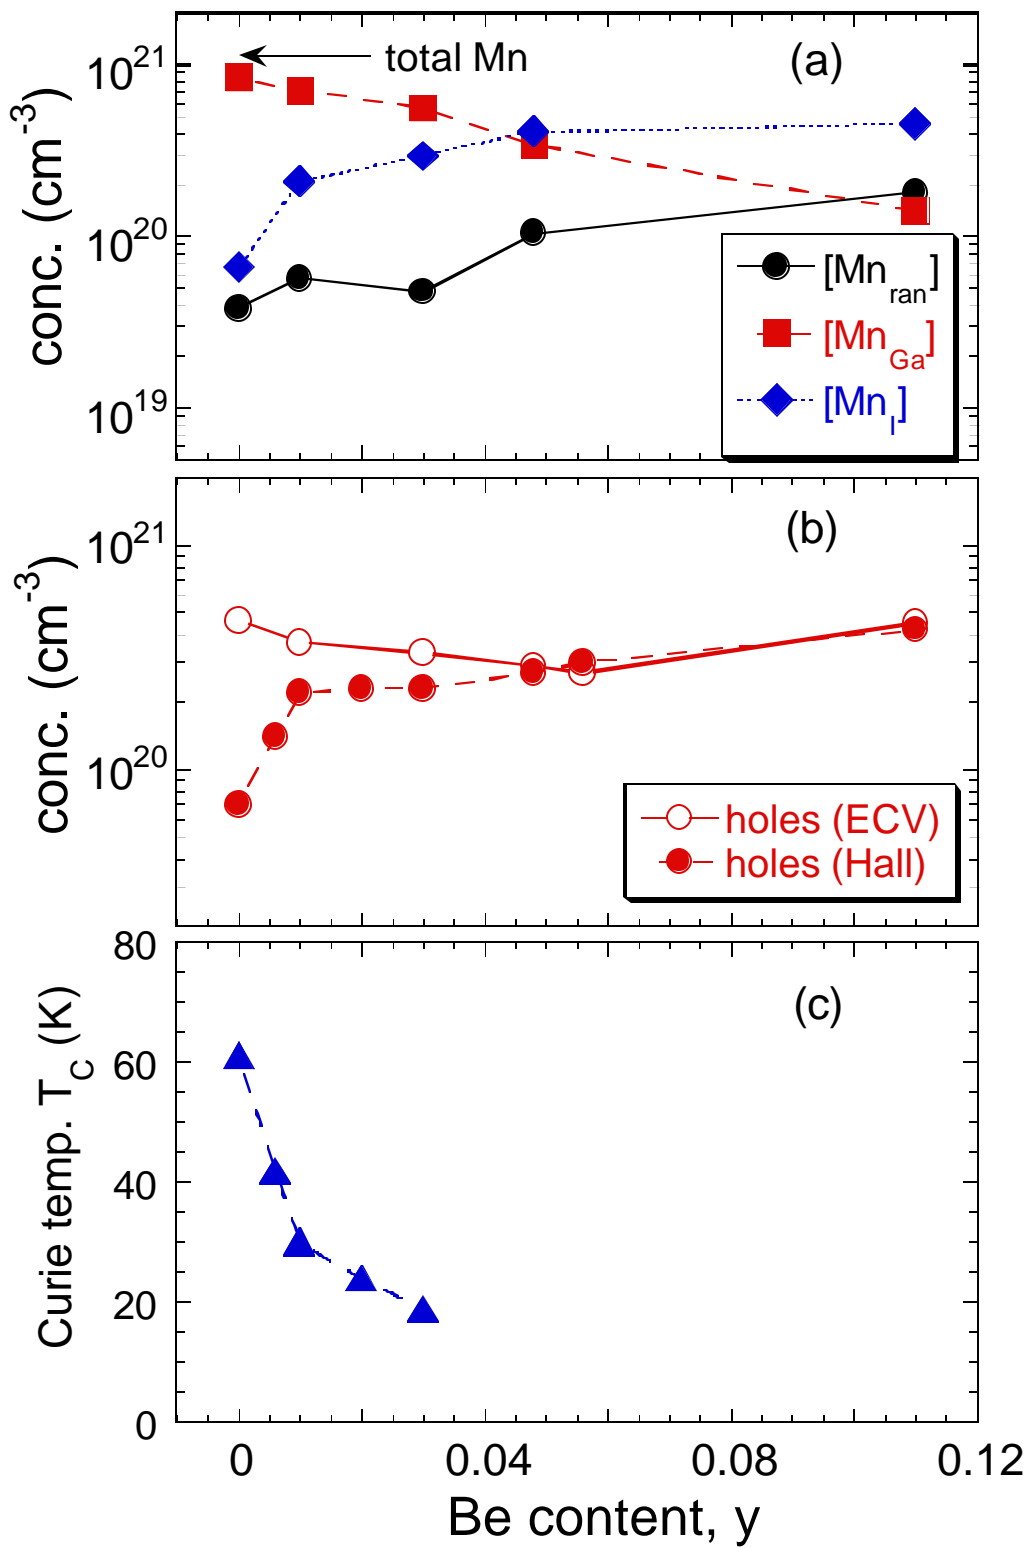 total Mn
(a)
10^21
10^20
10^19
conc. (cm^-3)
[Mn_ran]
[Mn_Ga]
[Mn_I]
(b)
10^21
10^20
conc. (cm^-3)
holes (ECV)
holes (Hall)
(c)
80
60
40
20
0
Curie temp. T_C (K)
0 0.04 0.08 0.12
Be content, y